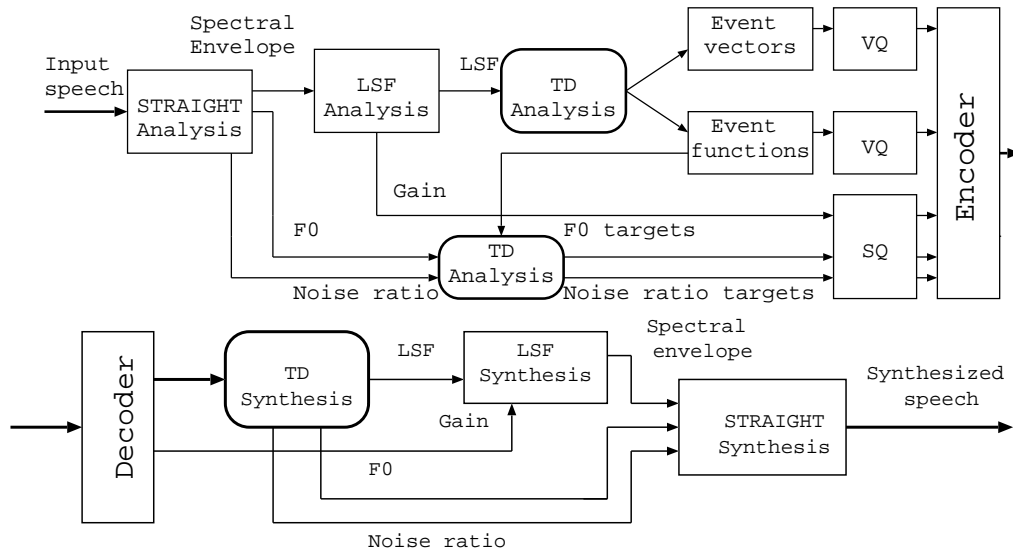 Spectral
Envelope
Input
speech
STRAIGHT
Analysis
LSF
Analysis
LSF
TD
Analysis
Event
vectors
VQ
Event
functions
VQ
Encoder
Gain
F0
TD
Analysis
F0 targets
SQ
Noise ratio
Noise ratio targets
Decoder
TD
Synthesis
LSF
LSF
Synthesis
Spectral
envelope
Gain
F0
STRAIGHT
Synthesis
Synthesized
speech
Noise ratio